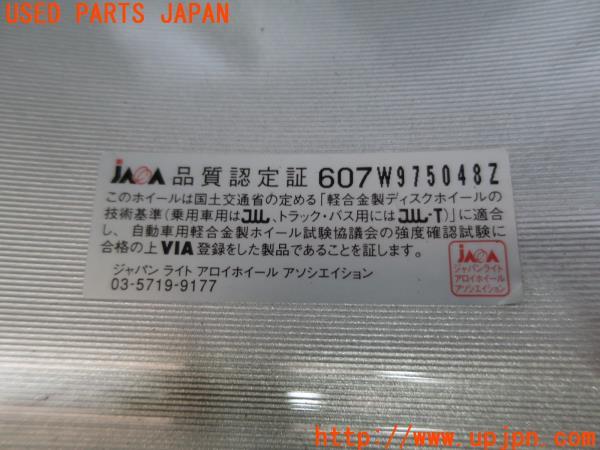 USED PARTS JAPAN
JAWA 品質認定証 607W975048Z
このホイールは国土交通省の定める「軽合金製ディスクホイールの
技術基準(乗用車用はJWL、トラック・バス用にはJWL-T)」に適合
し、自動車用軽合金製ホイール試験協議会の強度確認試験に
合格の上VIA登録をした製品であることを証します。
ジャパン ライト アロイホイール アソシエイション
03-5719-9177
JAWA
ジャパンライト
アロイホイール
アソシエイション
http://www.upjpn.com